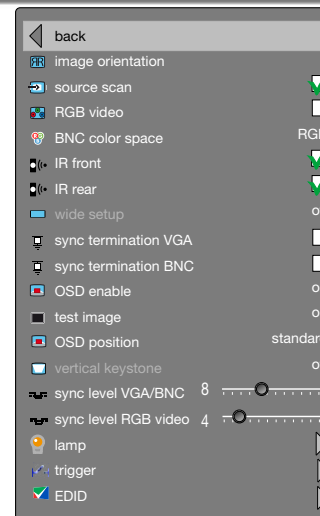 back
image orientation
source scan
RGB video
BNC color space RG
IR front
IR rear
wide setup o
sync termination VGA
sync termination BNC
OSD enable o
test image o
OSD position standar
vertical keystone o
sync level VGA/BNC 8
sync level RGB video 4
lamp
trigger
EDID